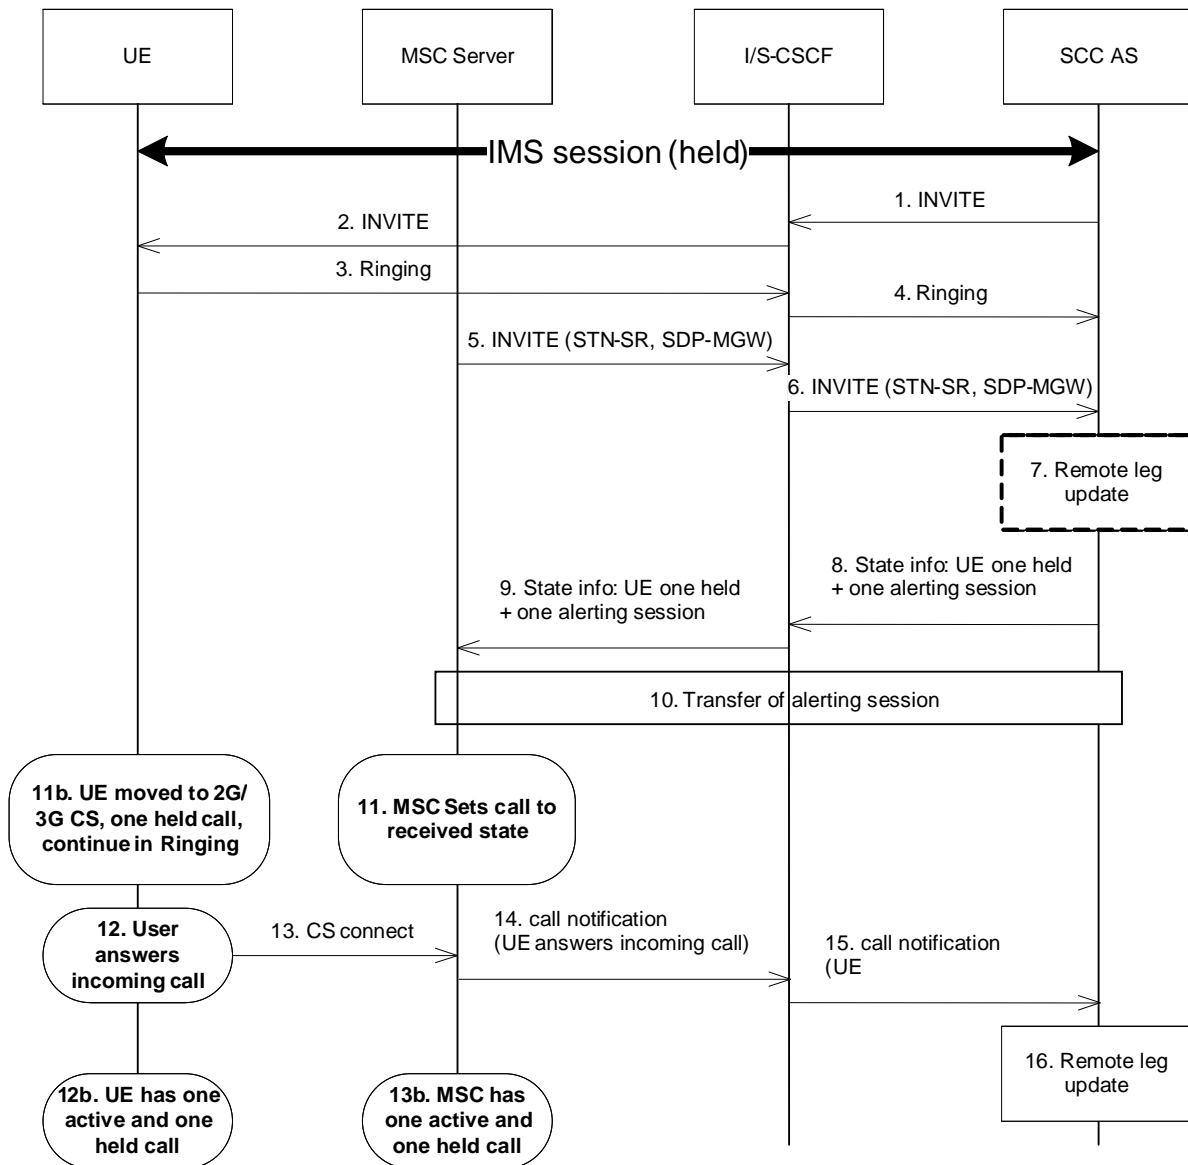 UE
MSC Server
I/S-CSCF
SCC AS
IMS session (held)
1. INVITE
2. INVITE
3. Ringing
4. Ringing
5. INVITE (STN-SR, SDP-MGW)
6. INVITE (STN-SR, SDP-MGW)
7. Remote leg
update
8. State info: UE one held
+ one alerting session
9. State info: UE one held
+ one alerting session
10. Transfer of alerting session
11b. UE moved to 2G/
3G CS, one held call,
continue in Ringing
11. MSC Sets call to
received state
12. User
answers
incoming call
13. CS connect
14. call notification
(UE answers incoming call)
15. call notification
(UE
16. Remote leg
update
12b. UE has one
active and one
held call
13b. MSC has
one active and
one held call